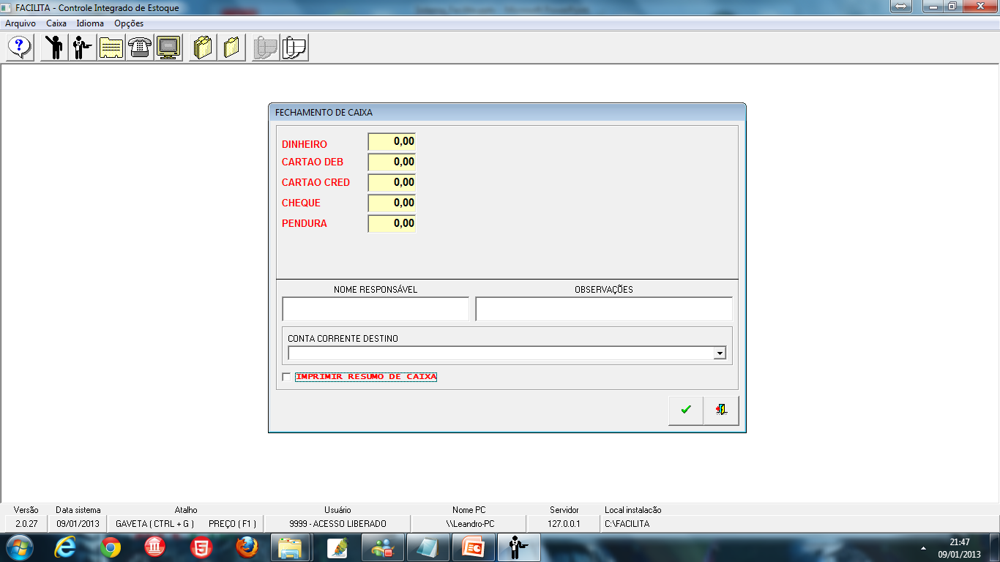 FACILITA - Controle Integrado de Estoque
Arquivo Caixa Idioma Opções
FECHAMENTO DE CAIXA
DINHEIRO 0,00
CARTAO DEB 0,00
CARTAO CRED 0,00
CHEQUE 0,00
PENDURA 0,00
NOME RESPONSÁVEL OBSERVAÇÕES
CONTA CORRENTE DESTINO
IMPRIMIR RESUMO DE CAIXA
Versão Data sistema Atalho Usuário Nome PC Servidor Local instalacão
2.0.27 09/01/2013 GAVETA ( CTRL + G ) PREÇO ( F1 ) 9999 - ACESSO LIBERADO \\Leandro-PC 127.0.0.1 C:\FACILITA
21:47
09/01/2013